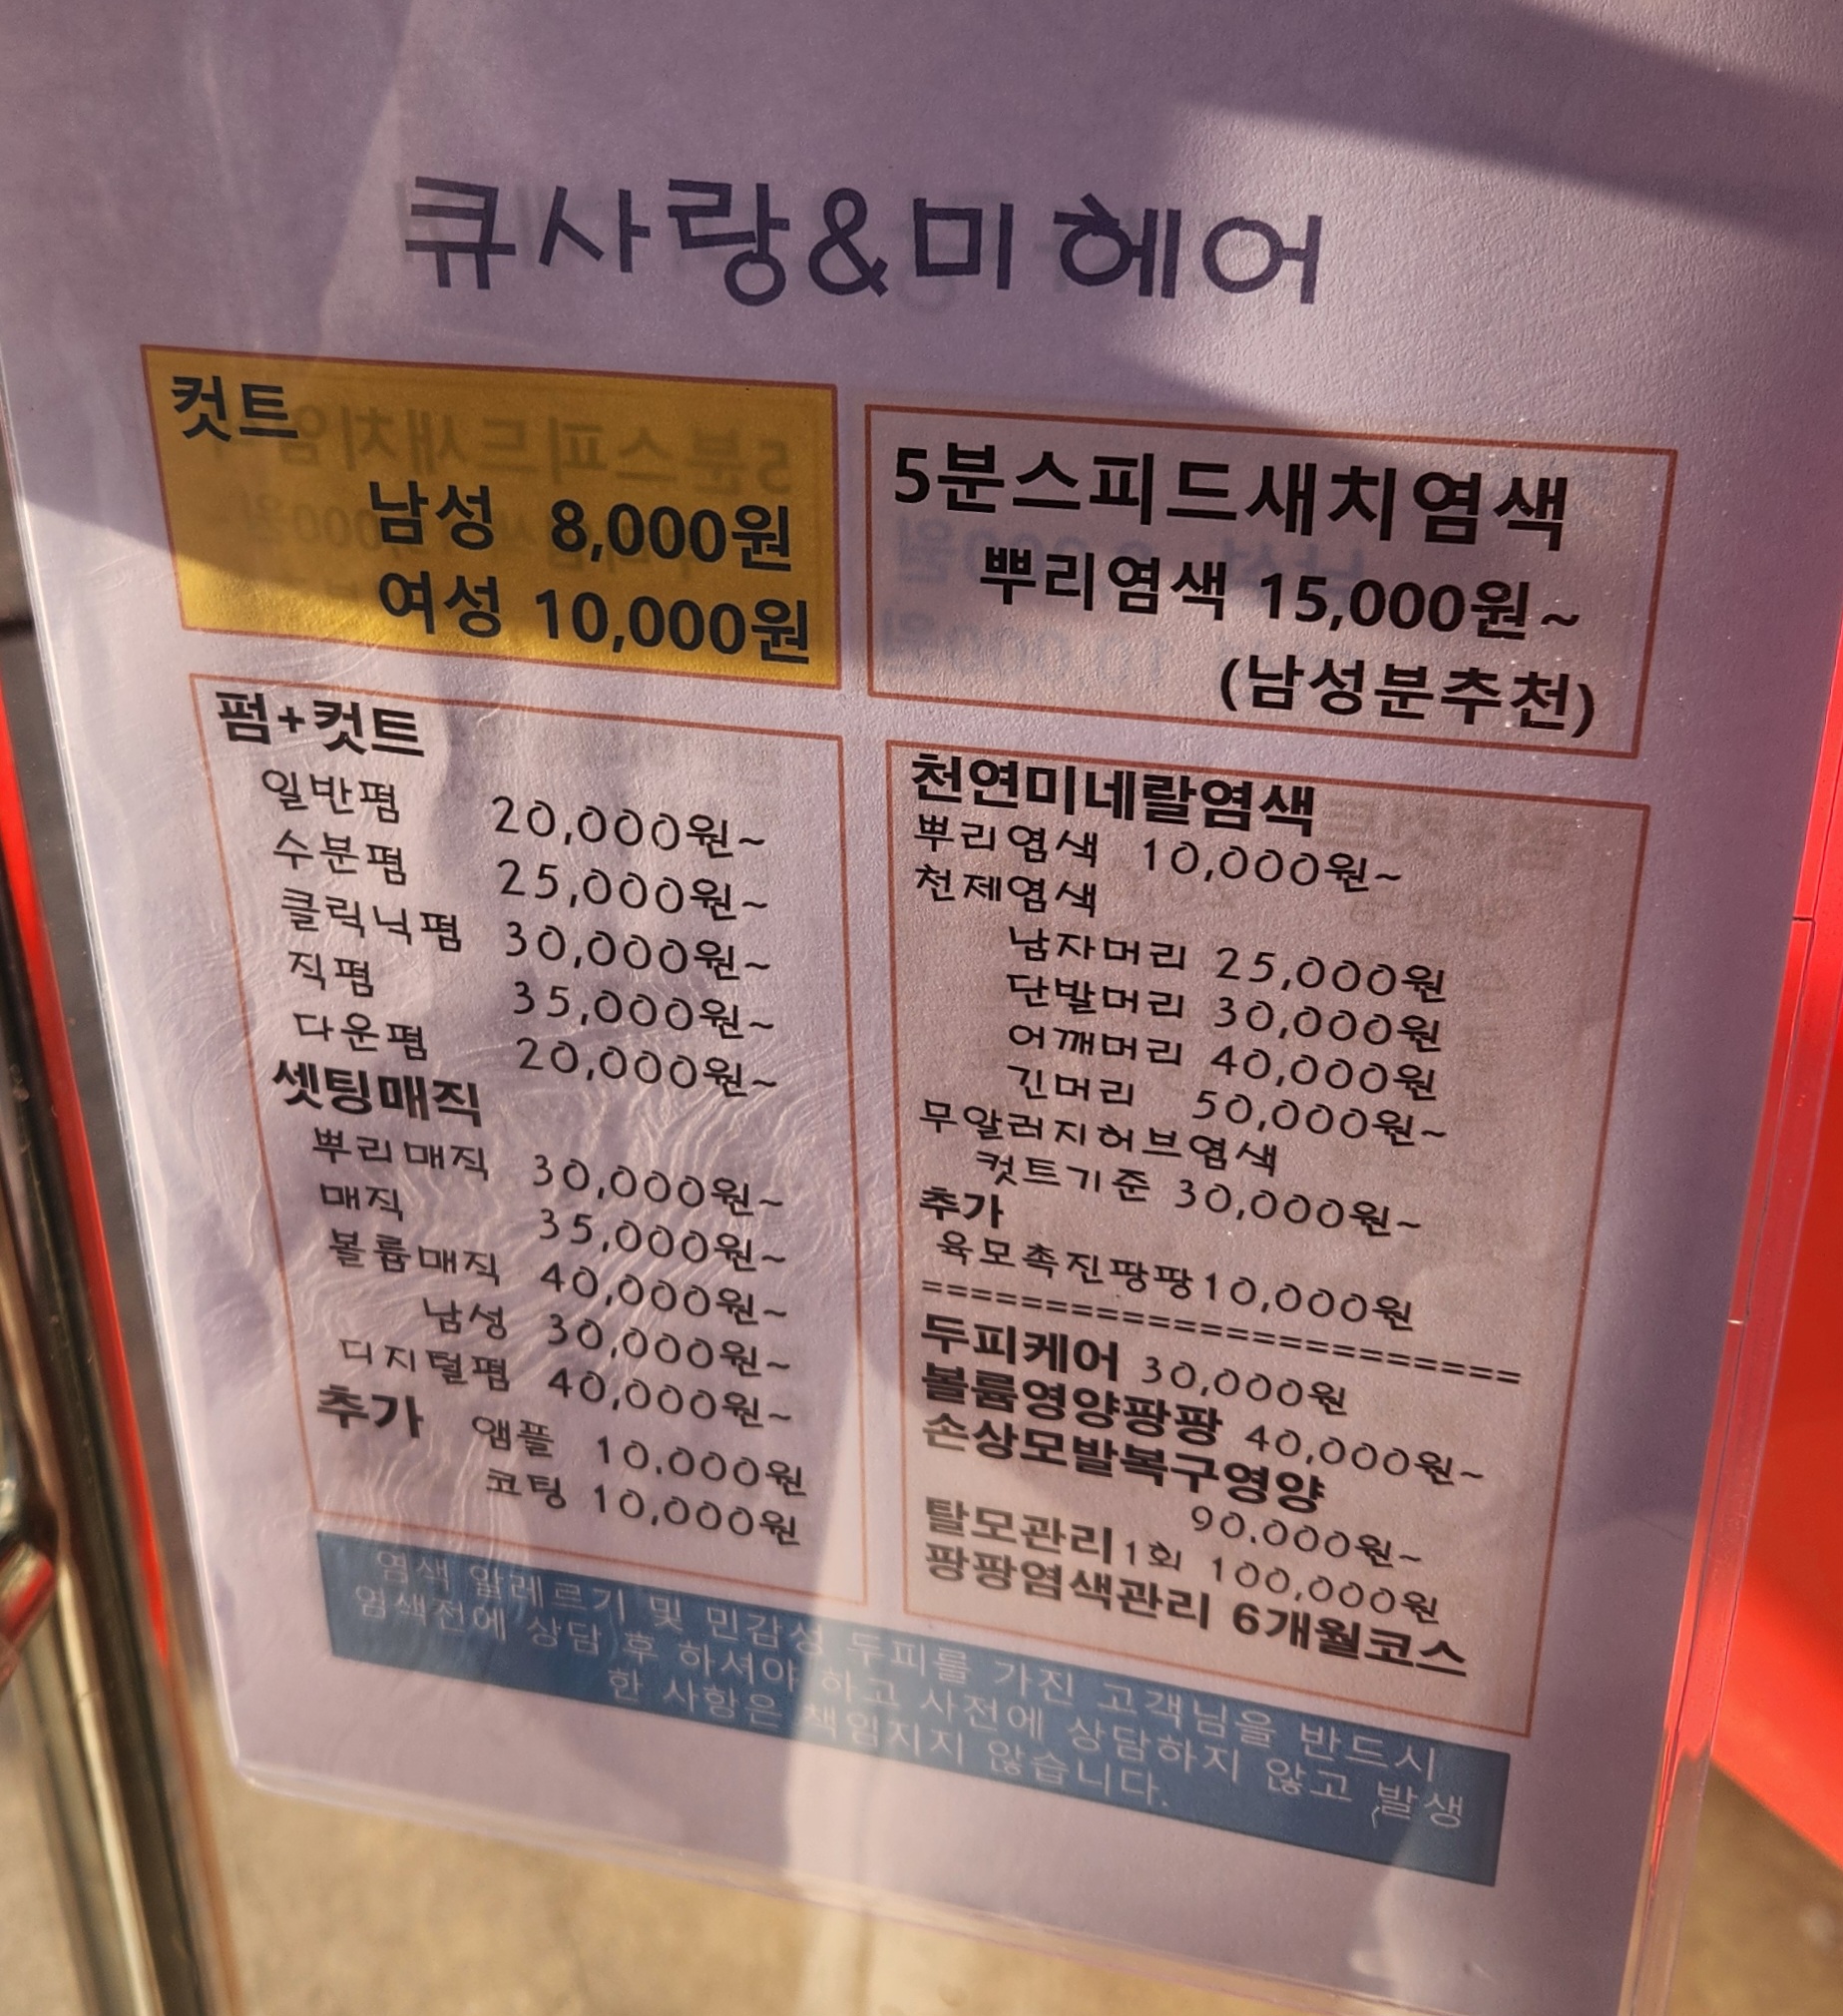 큐사랑&미헤어
컷트
남성 8,000원
여성 10,000원
5분스피드새치염색
뿌리염색 15,000원~
(남성분추천)
펌+컷트
일반펌 20,000원~
수분펌 25,000원~
클릭닉펌 30,000원~
직펌 35,000원~
다운펌 20,000원~
셋팅매직
뿌리매직 30,000원~
매직 35,000원~
볼륨매직 40,000원~
남성 30,000원~
디지털펌 40,000원~
추가 앰플 10.000원
코팅 10,000원
천연미네랄염색
뿌리염색 10,000원~
천제염색
남자머리 25,000원
단발머리 30,000원
어깨머리 40,000원
긴머리 50,000원~
무알러지허브염색
컷트기준 30,000원~
추가
육모촉진팡팡10,000원
========================
두피케어 30,000원
볼륨영양팡팡 40,000원~
손상모발복구영양
90.000원~
탈모관리1회 100,000원
팡팡염색관리 6개월코스
염색 알레르기 및 민감성 두피를 가진 고객님을 반드시
염색전에 상담 후 하셔야 하고 사전에 상담하지 않고 발생
한 사항은 책임지지 않습니다.